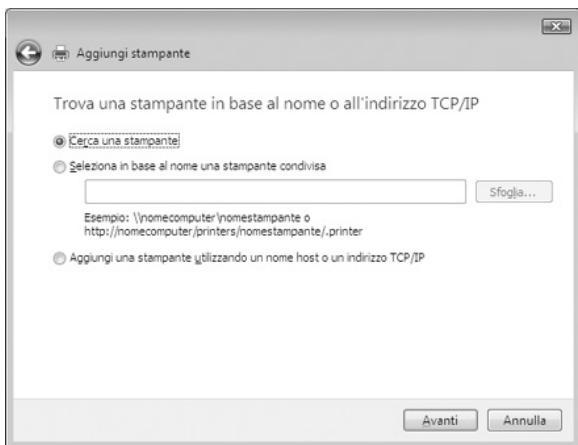 Aggiungi stampante
Trova una stampante in base al nome o all'indirizzo TCP/IP
Cerca una stampante
Seleziona in base al nome una stampante condivisa
Sfoglia...
Esempio: \\nomecomputer\nomestampante o
http://nomecomputer/printers/nomestampante/.printer
Aggiungi una stampante utilizzando un nome host o un indirizzo TCP/IP
Avanti
Annulla